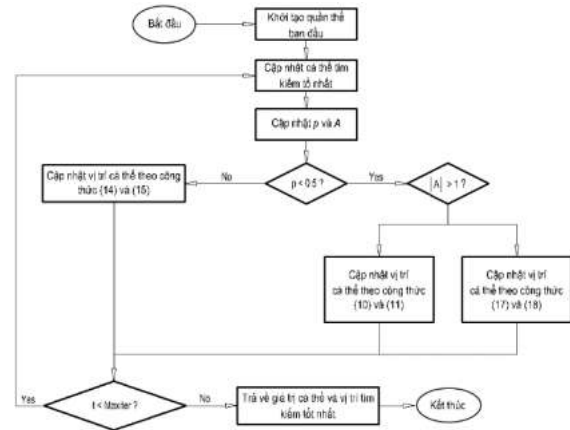 Bắt đầu
Khởi tạo quần thể
ban đầu
Cập nhật cá thể tìm
kiếm tố nhất
Cập nhật p và A
Cập nhật vị trí cá thể theo công
thức (14) và (15)
No
p < 0.5 ?
Yes
|A| > 1 ?
Cập nhật vị trí
cá thể theo công thức
(10) và (11)
Cập nhật vị trí
cá thể theo công thức
(17) và (18)
Yes
t < Maxiter ?
No
Trả về giá trị cá thể và vị trí tìm
kiếm tốt nhất
Kết thúc